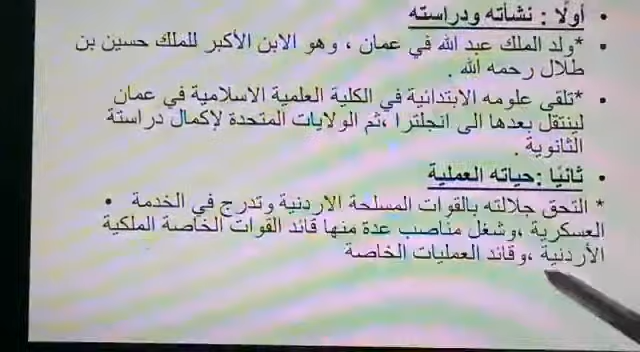 • أولًا : نشأته ودراسته
• *ولد الملك عبد الله في عمان ، وهو الابن الأكبر للملك حسين بن
طلال رحمه الله .
• *تلقى علومه الابتدائية في الكلية العلمية الاسلامية في عمان
لينتقل بعدها الى انجلترا ،ثم الولايات المتحدة لإكمال دراستة
الثانوية .
• ثانيًا :حياته العملية
* التحق جلالته بالقوات المسلحة الاردنية وتدرج في الخدمة •
العسكرية ،وشغل مناصب عدة منها قائد القوات الخاصة الملكية
الأردنية ،وقائد العمليات الخاصة